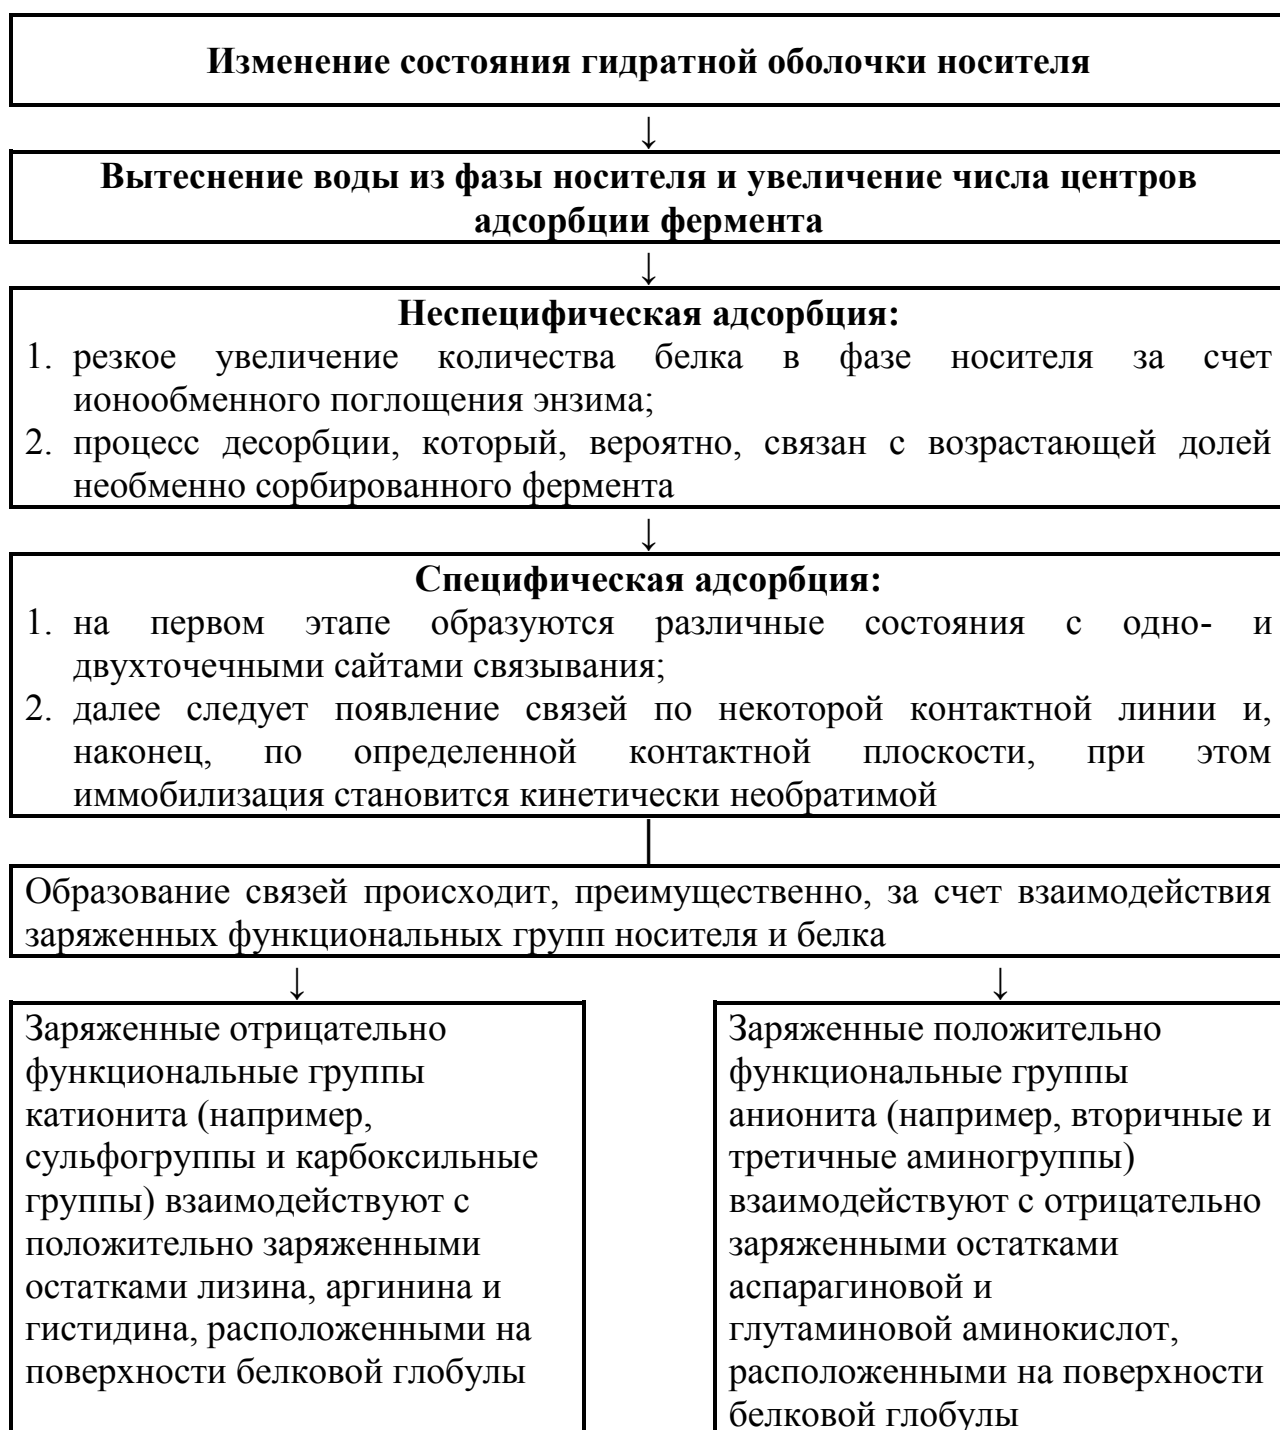 Изменение состояния гидратной оболочки носителя
↓
Вытеснение воды из фазы носителя и увеличение числа центров
адсорбции фермента
↓
Неспецифическая адсорбция:
1. резкое увеличение количества белка в фазе носителя за счет
ионообменного поглощения энзима;
2. процесс десорбции, который, вероятно, связан с возрастающей долей
необменно сорбированного фермента
↓
Специфическая адсорбция:
1. на первом этапе образуются различные состояния с одно- и
двухточечными сайтами связывания;
2. далее следует появление связей по некоторой контактной линии и,
наконец, по определенной контактной плоскости, при этом
иммобилизация становится кинетически необратимой
Образование связей происходит, преимущественно, за счет взаимодействия
заряженных функциональных групп носителя и белка
↓ ↓
Заряженные отрицательно
функциональные группы
катионита (например,
сульфогруппы и карбоксильные
группы) взаимодействуют с
положительно заряженными
остатками лизина, аргинина и
гистидина, расположенными на
поверхности белковой глобулы
Заряженные положительно
функциональные группы
анионита (например, вторичные и
третичные аминогруппы)
взаимодействуют с отрицательно
заряженными остатками
аспарагиновой и
глутаминовой аминокислот,
расположенными на поверхности
белковой глобулы